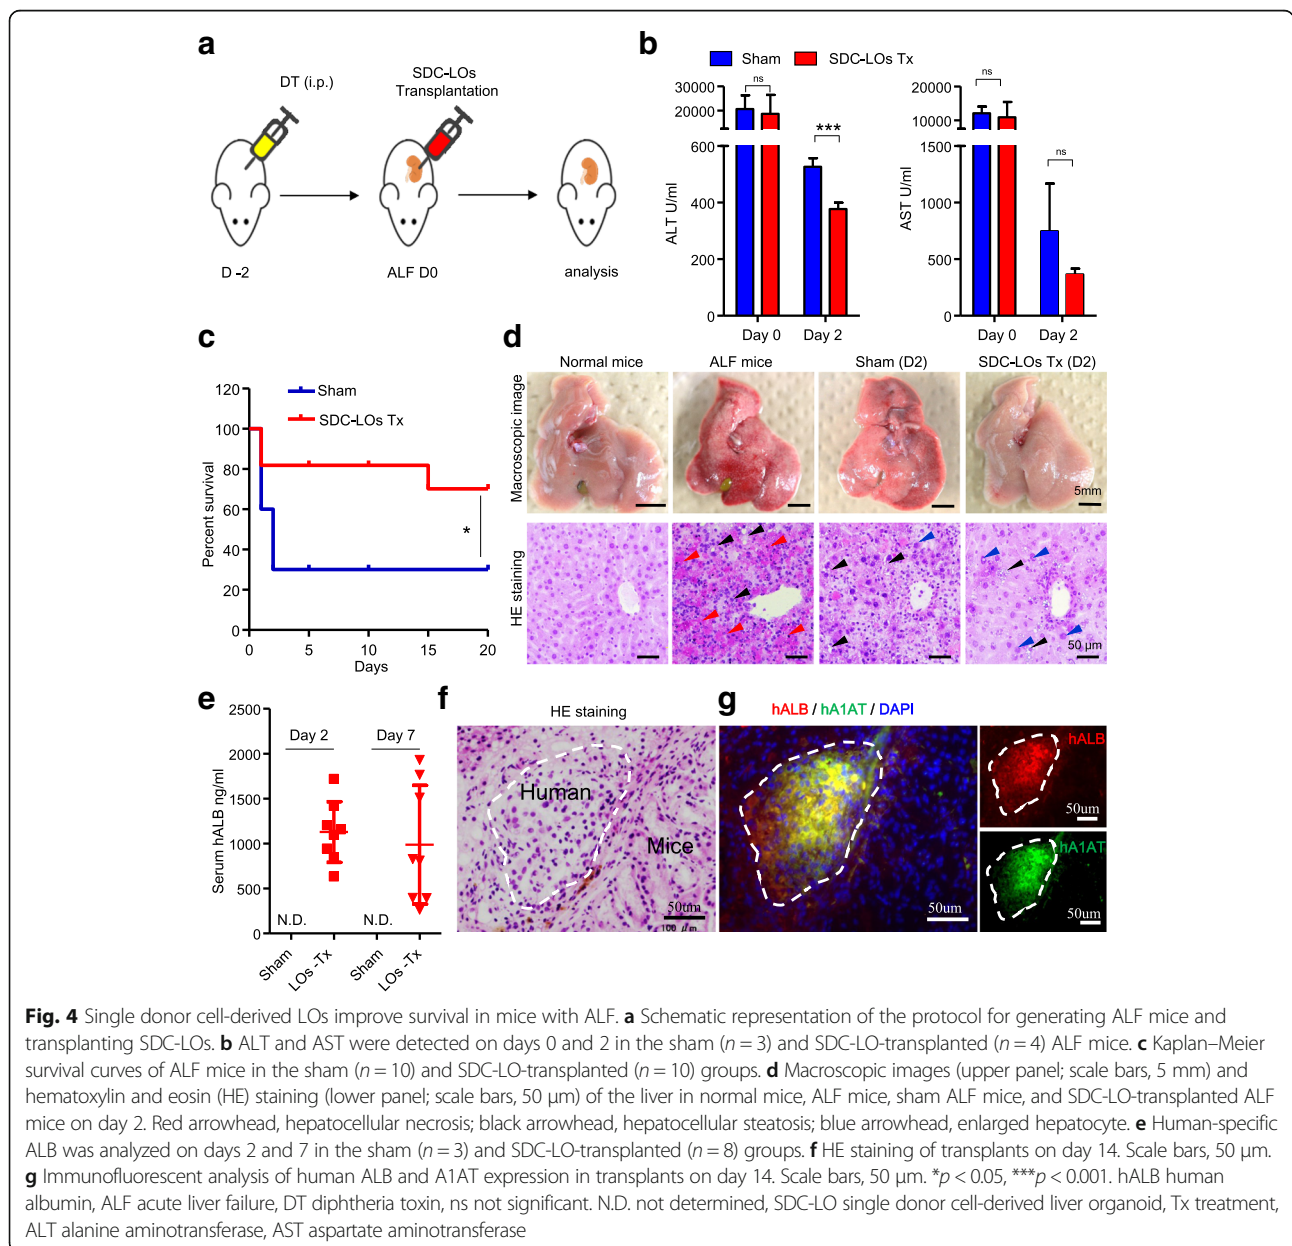 a
DT (i.p.)
SDC-LOs
Transplantation
D -2
ALF D0
analysis
b
Sham
SDC-LOs Tx
ALT U/ml
30000
20000
600
400
200
0
ns
***
Day 0
Day 2
AST U/ml
20000
10000
1500
1000
500
0
ns
ns
Day 0
Day 2
c
Percent survival
120
100
80
60
40
20
0
Sham
SDC-LOs Tx
*
0 5 10 15 20
Days
d
Normal mice
ALF mice
Sham (D2)
SDC-LOs Tx (D2)
Macroscopic image
5mm
HE staining
50 µm
e
Serum hALB ng/ml
2500
2000
1500
1000
500
0
Day 2
Day 7
N.D.
N.D.
Sham
LOs -Tx
Sham
LOs -Tx
f
HE staining
Human
Mice
50um
100 µm
g
hALB / hA1AT / DAPI
50um
hALB
50um
hA1AT
50um
Fig. 4 Single donor cell-derived LOs improve survival in mice with ALF. a Schematic representation of the protocol for generating ALF mice and
transplanting SDC-LOs. b ALT and AST were detected on days 0 and 2 in the sham (n = 3) and SDC-LO-transplanted (n = 4) ALF mice. c Kaplan–Meier
survival curves of ALF mice in the sham (n = 10) and SDC-LO-transplanted (n = 10) groups. d Macroscopic images (upper panel; scale bars, 5 mm) and
hematoxylin and eosin (HE) staining (lower panel; scale bars, 50 µm) of the liver in normal mice, ALF mice, sham ALF mice, and SDC-LO-transplanted ALF
mice on day 2. Red arrowhead, hepatocellular necrosis; black arrowhead, hepatocellular steatosis; blue arrowhead, enlarged hepatocyte. e Human-specific
ALB was analyzed on days 2 and 7 in the sham (n = 3) and SDC-LO-transplanted (n = 8) groups. f HE staining of transplants on day 14. Scale bars, 50 µm.
g Immunofluorescent analysis of human ALB and A1AT expression in transplants on day 14. Scale bars, 50 µm. *p < 0.05, ***p < 0.001. hALB human
albumin, ALF acute liver failure, DT diphtheria toxin, ns not significant. N.D. not determined, SDC-LO single donor cell-derived liver organoid, Tx treatment,
ALT alanine aminotransferase, AST aspartate aminotransferase